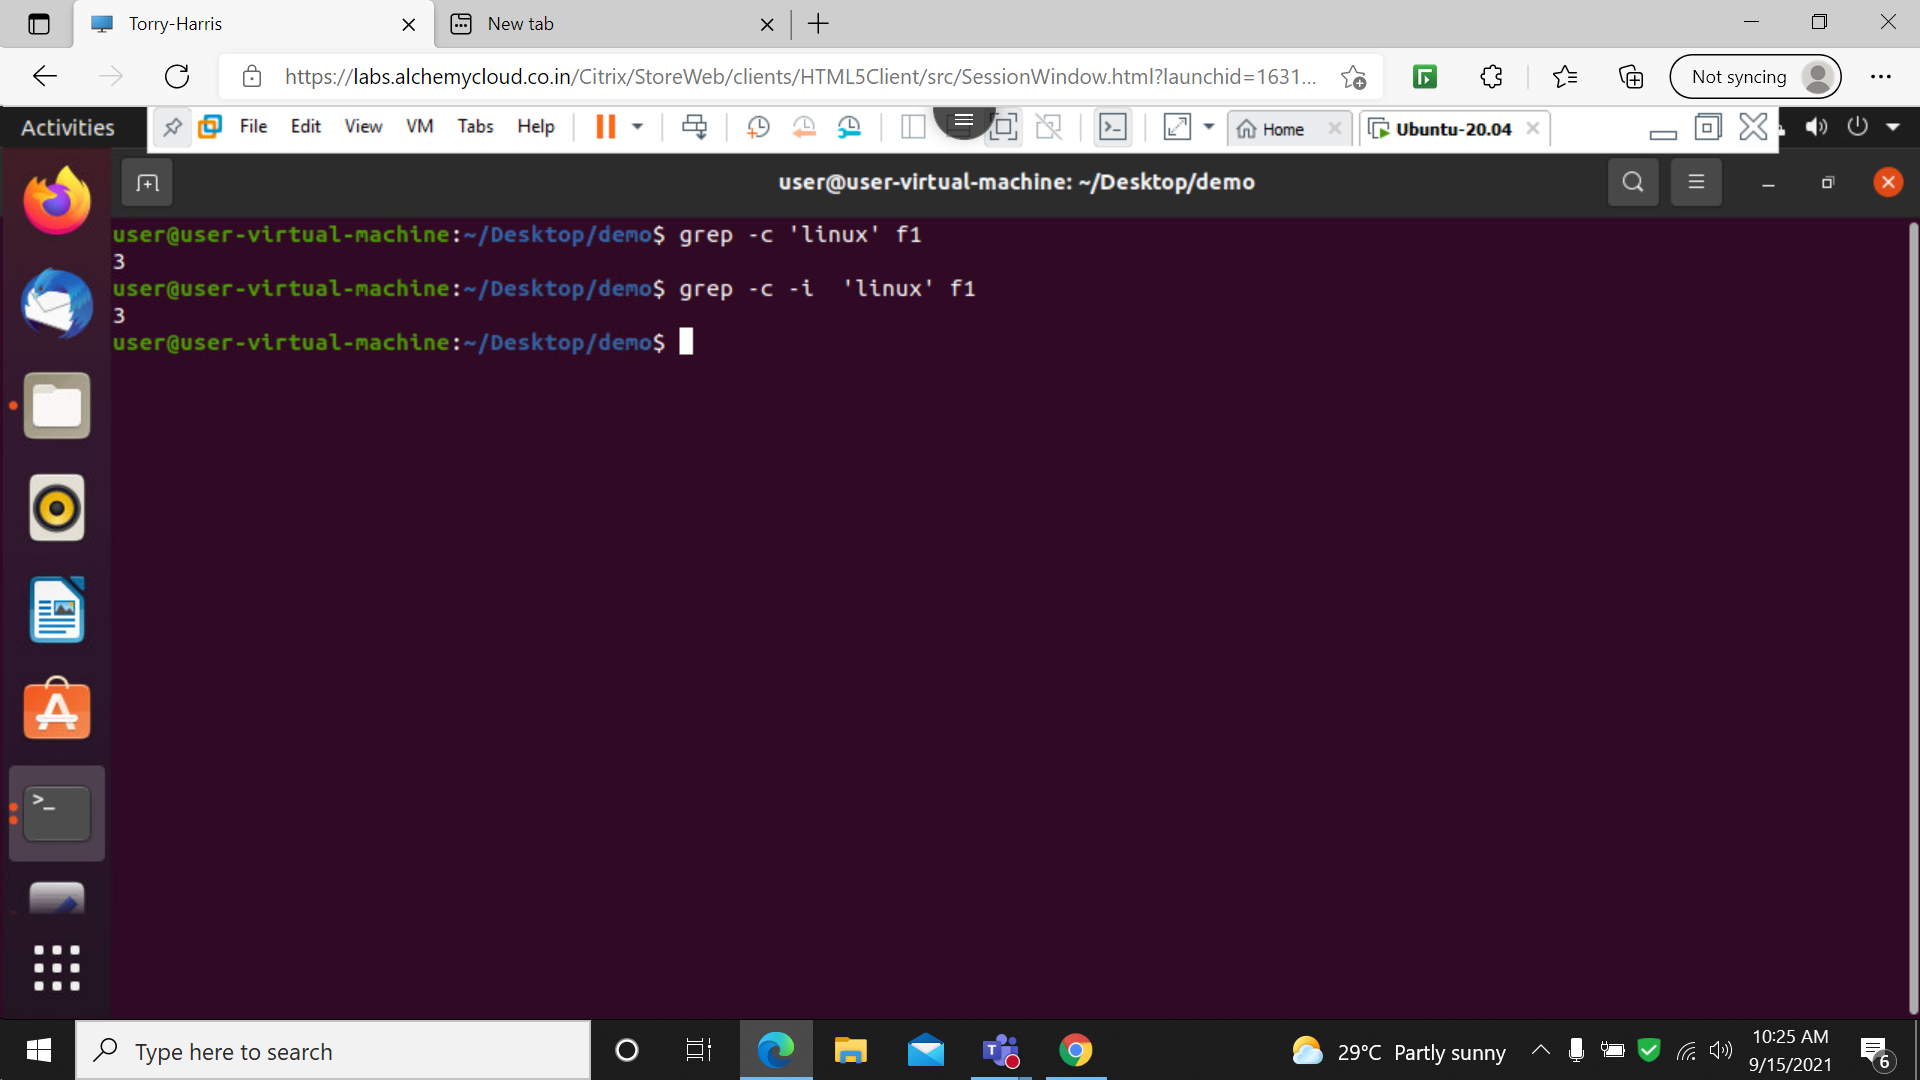 Torry-Harris
New tab
https://labs.alchemycloud.co.in/Citrix/StoreWeb/clients/HTML5Client/src/SessionWindow.html?launchid=1631...
Not syncing
Activities
File Edit View VM Tabs Help
Home
Ubuntu-20.04
user@user-virtual-machine: ~/Desktop/demo
user@user-virtual-machine:~/Desktop/demo$ grep -c 'linux' f1
3
user@user-virtual-machine:~/Desktop/demo$ grep -c -i  'linux' f1
3
user@user-virtual-machine:~/Desktop/demo$
Type here to search
29°C Partly sunny
10:25 AM
9/15/2021
6